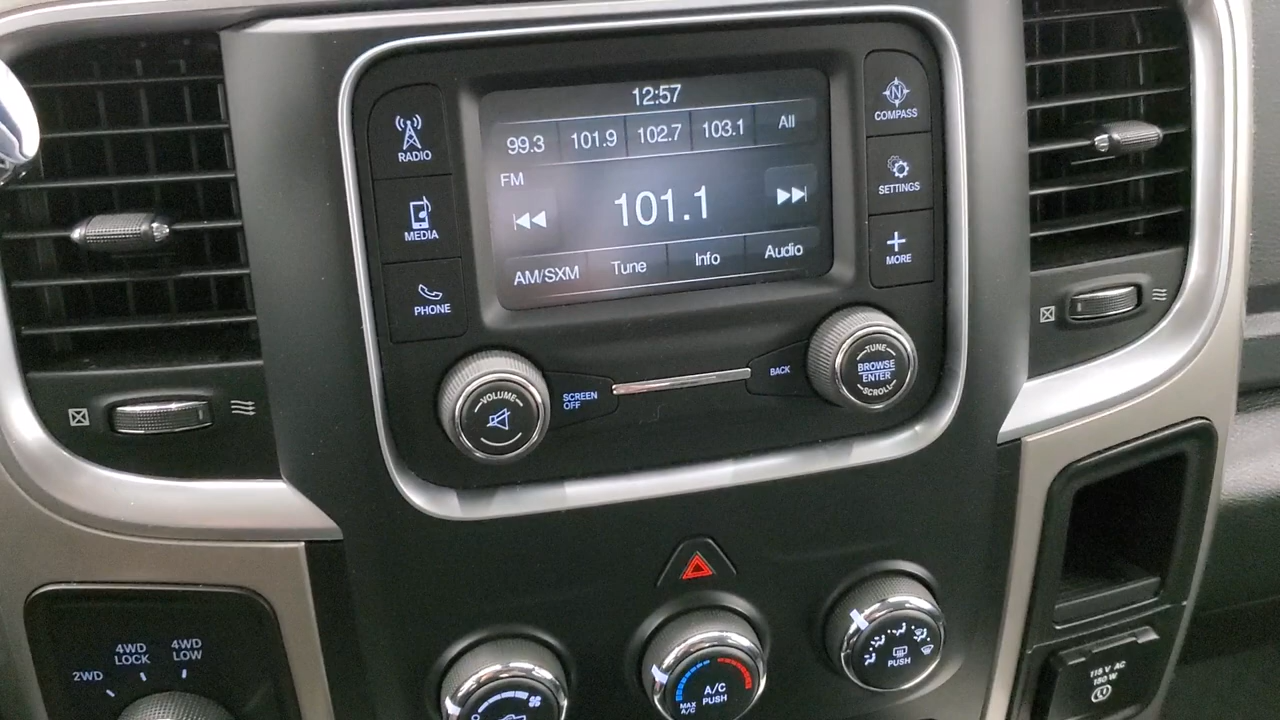 12:57
99.3 101.9 102.7 103.1 All
FM
101.1
AM/SXM Tune Info Audio
RADIO
MEDIA
PHONE
N
COMPASS
SETTINGS
MORE
VOLUME
SCREEN
OFF
BACK
TUNE
BROWSE
ENTER
SCROLL
2WD
4WD
LOCK
4WD
LOW
A/C
PUSH
MAX
A/C
PUSH
115 V AC
150 W